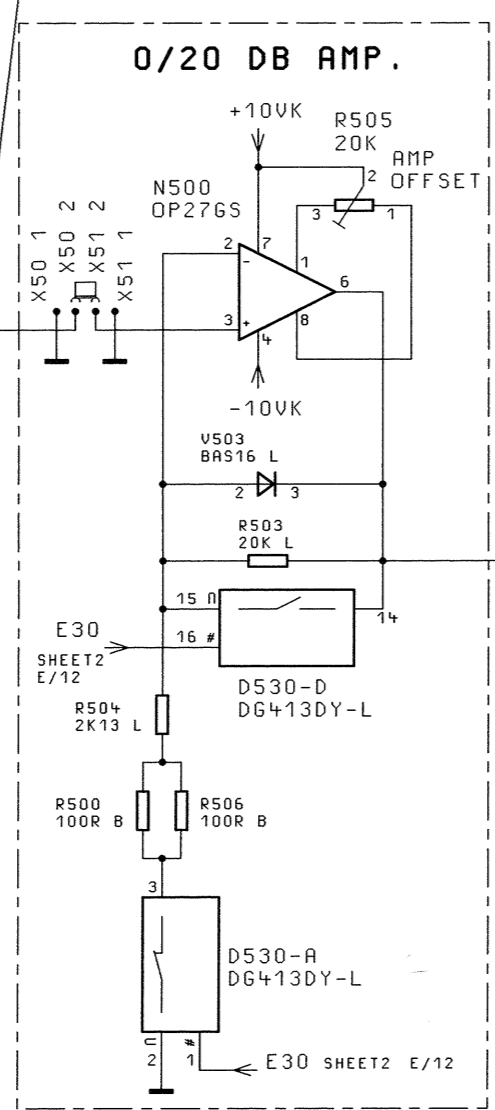 0/20 DB AMP.
+10VK
R505
20K
AMP
OFFSET
N500
OP27GS
2
3
1
X50 1
X50 2
X51 2
X51 1
2
-
7
1
6
3
+
4
8
-10VK
V503
BAS16 L
2
3
R503
20K L
15
14
E30
16 #
SHEET2
E/12
D530-D
DG413DY-L
R504
2K13 L
R500
100R B
R506
100R B
3
D530-A
DG413DY-L
#
2
1
E30 SHEET2 E/12